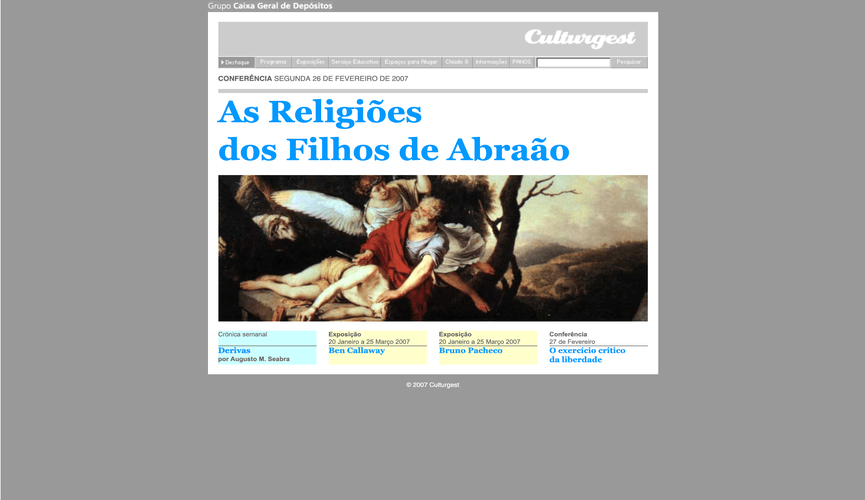 Grupo Caixa Geral de Depósitos
Culturgest
Destaque Programa Exposições Serviço Educativo Espaços para Alugar Chiado 8 Informações PANOS Pesquisar
CONFERÊNCIA SEGUNDA 26 DE FEVEREIRO DE 2007
As Religiões
dos Filhos de Abraão
Crónica semanal
Derivas
por Augusto M. Seabra
Exposição
20 Janeiro a 25 Março 2007
Ben Callaway
Exposição
20 Janeiro a 25 Março 2007
Bruno Pacheco
Conferência
27 de Fevereiro
O exercício crítico
da liberdade
© 2007 Culturgest